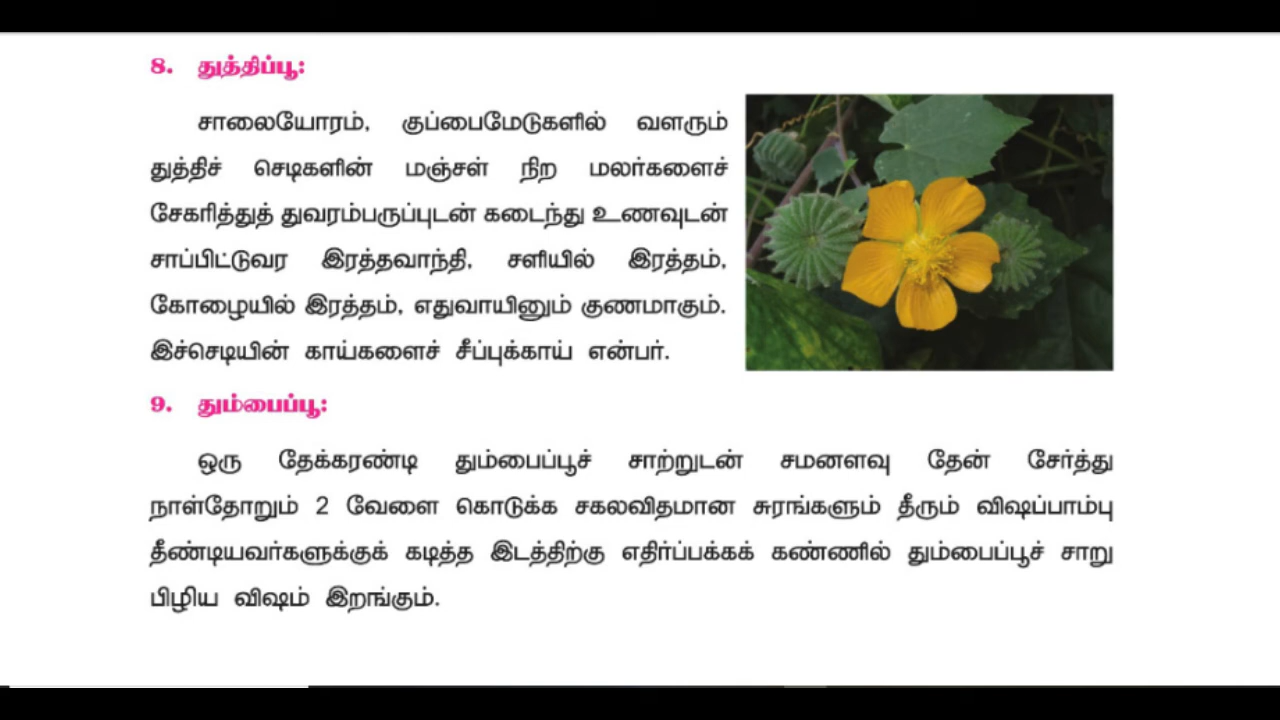 8. துத்திப்பூ:
சாலையோரம், குப்பைமேடுகளில் வளரும்
துத்திச் செடிகளின் மஞ்சள் நிற மலர்களைச்
சேகரித்துத் துவரம்பருப்புடன் கடைந்து உணவுடன்
சாப்பிட்டுவர இரத்தவாந்தி, சளியில் இரத்தம்,
கோழையில் இரத்தம், எதுவாயினும் குணமாகும்.
இச்செடியின் காய்களைச் சீப்புக்காய் என்பர்.
9. தும்பைப்பூ:
ஒரு தேக்கரண்டி தும்பைப்பூச் சாற்றுடன் சமனளவு தேன் சேர்த்து
நாள்தோறும் 2 வேளை கொடுக்க சகலவிதமான சுரங்களும் தீரும் விஷப்பாம்பு
தீண்டியவர்களுக்குக் கடித்த இடத்திற்கு எதிர்ப்பக்கக் கண்ணில் தும்பைப்பூச் சாறு
பிழிய விஷம் இறங்கும்.